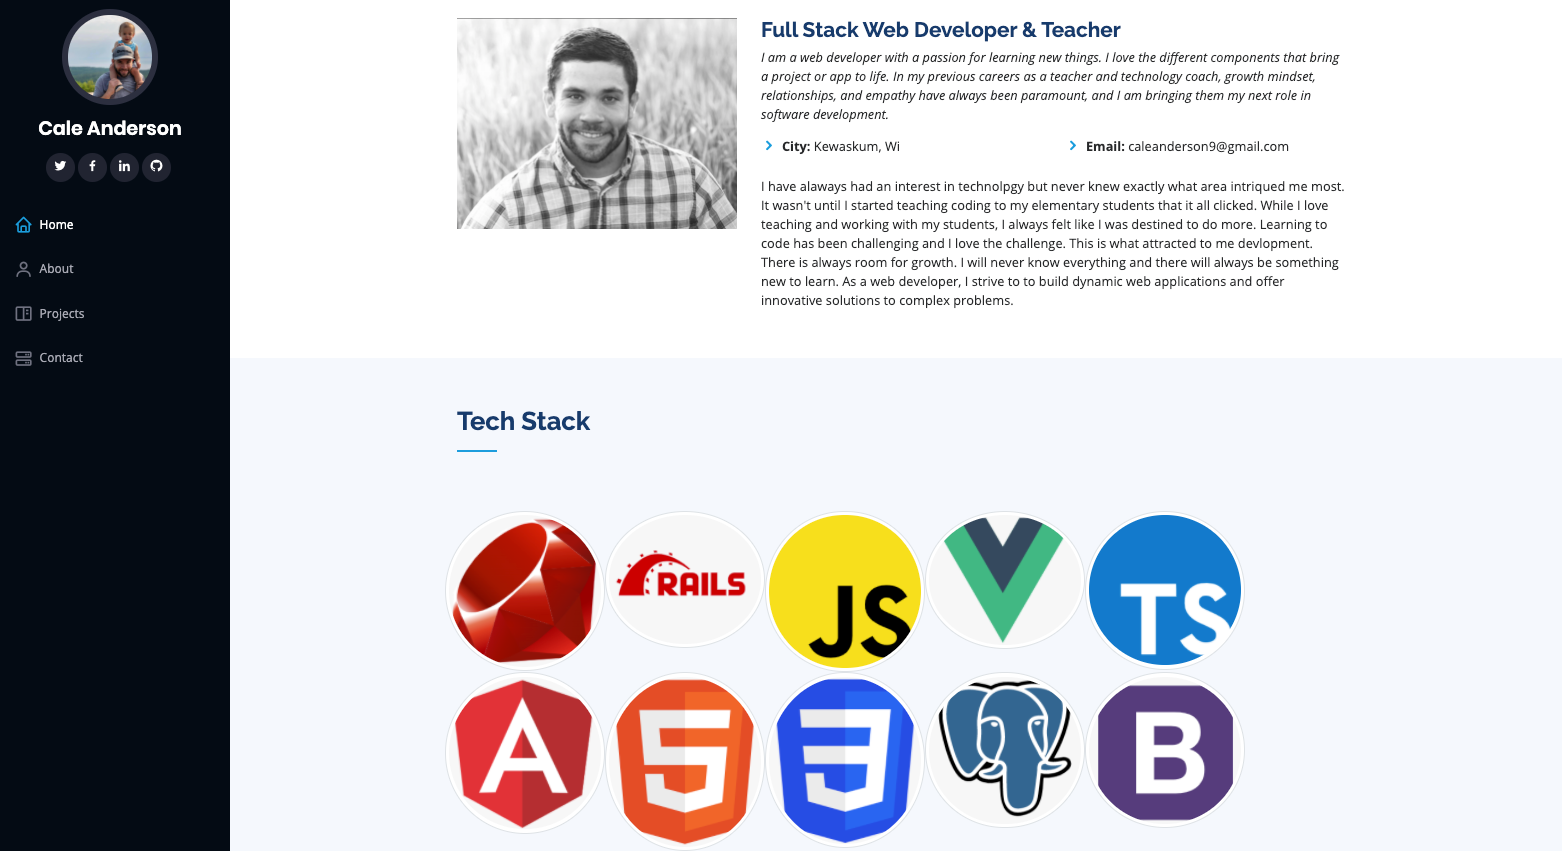 Cale Anderson
Home
About
Projects
Contact
Full Stack Web Developer & Teacher
I am a web developer with a passion for learning new things. I love the different components that bring
a project or app to life. In my previous careers as a teacher and technology coach, growth mindset,
relationships, and empathy have always been paramount, and I am bringing them my next role in
software development.
City: Kewaskum, Wi
Email: caleanderson9@gmail.com
I have alaways had an interest in technolpgy but never knew exactly what area intriqued me most.
It wasn't until I started teaching coding to my elementary students that it all clicked. While I love
teaching and working with my students, I always felt like I was destined to do more. Learning to
code has been challenging and I love the challenge. This is what attracted to me devlopment.
There is always room for growth. I will never know everything and there will always be something
new to learn. As a web developer, I strive to to build dynamic web applications and offer
innovative solutions to complex problems.
Tech Stack
RAILS
JS
TS
A
5
3
B